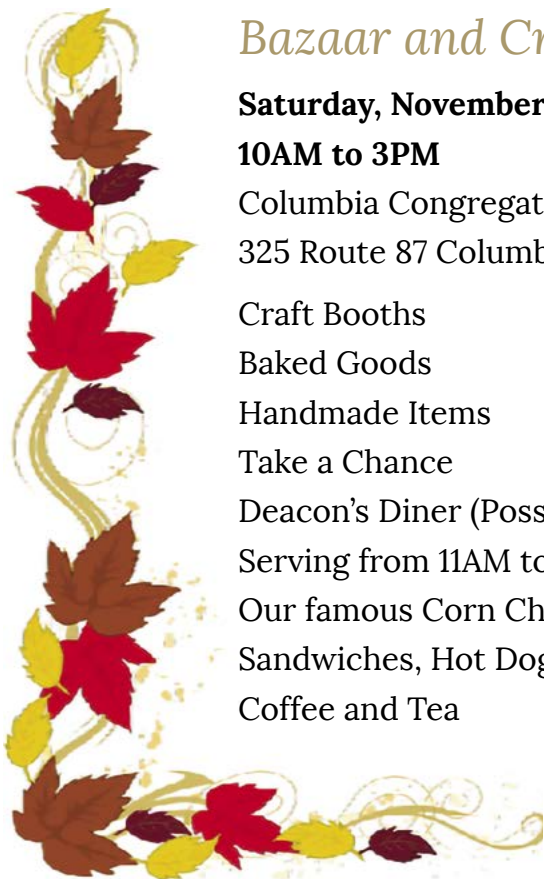 Bazaar and Cr
Saturday, November
10AM to 3PM
Columbia Congregat
325 Route 87 Columb
Craft Booths
Baked Goods
Handmade Items
Take a Chance
Deacon’s Diner (Poss
Serving from 11AM to
Our famous Corn Ch
Sandwiches, Hot Dog
Coffee and Tea